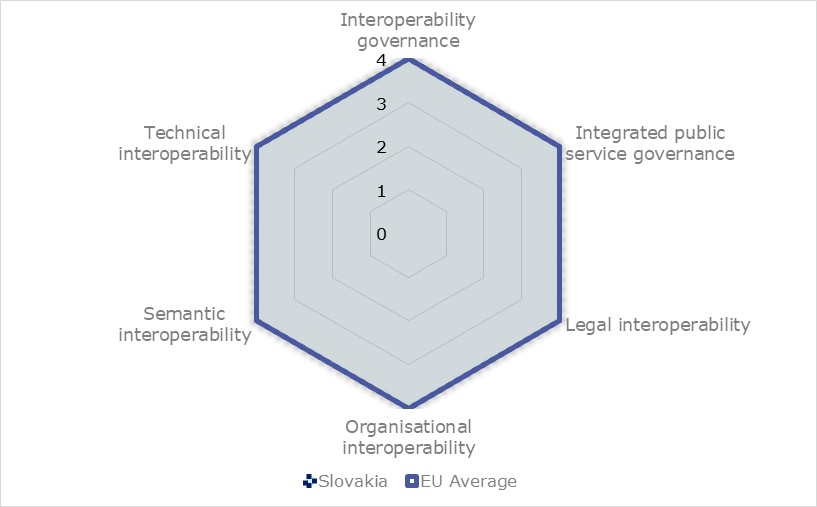 Interoperability
governance
4
3
2
1
0
Technical
interoperability
Integrated public
service governance
Semantic
interoperability
Legal interoperability
Organisational
interoperability
Slovakia EU Average